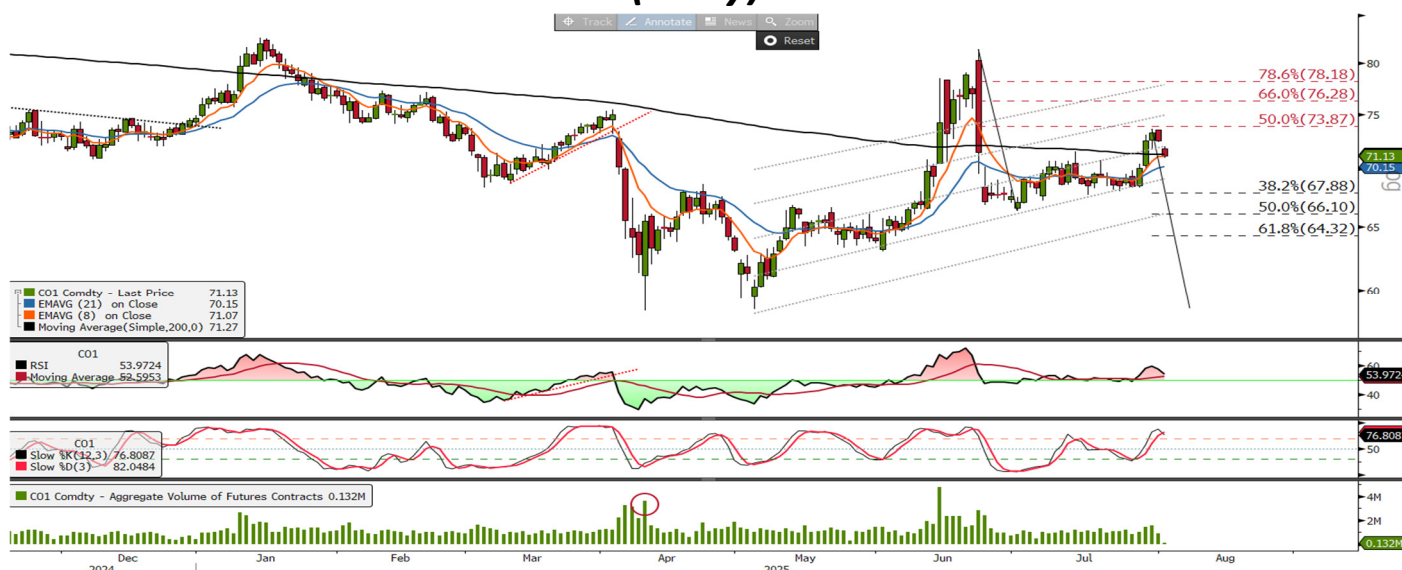 Track Annotate News Zoom
Reset
78.6%(78.18)
66.0%(76.28)
50.0%(73.87)
38.2%(67.88)
50.0%(66.10)
61.8%(64.32)
80
75
71.13
70.15
65
60
CO1 Comdty - Last Price 71.13
EMAVG (21) on Close 70.15
EMAVG (8) on Close 71.07
Moving Average(Simple,200,0) 71.27
CO1
RSI 53.9724
Moving Average 52.5953
60
53.9724
40
CO1
Slow %K(12,3) 76.8087
Slow %D(3) 82.0484
76.808
50
CO1 Comdty - Aggregate Volume of Futures Contracts 0.132M
4M
2M
0.132M
Dec Jan Feb Mar Apr May Jun Jul Aug
2024 2025